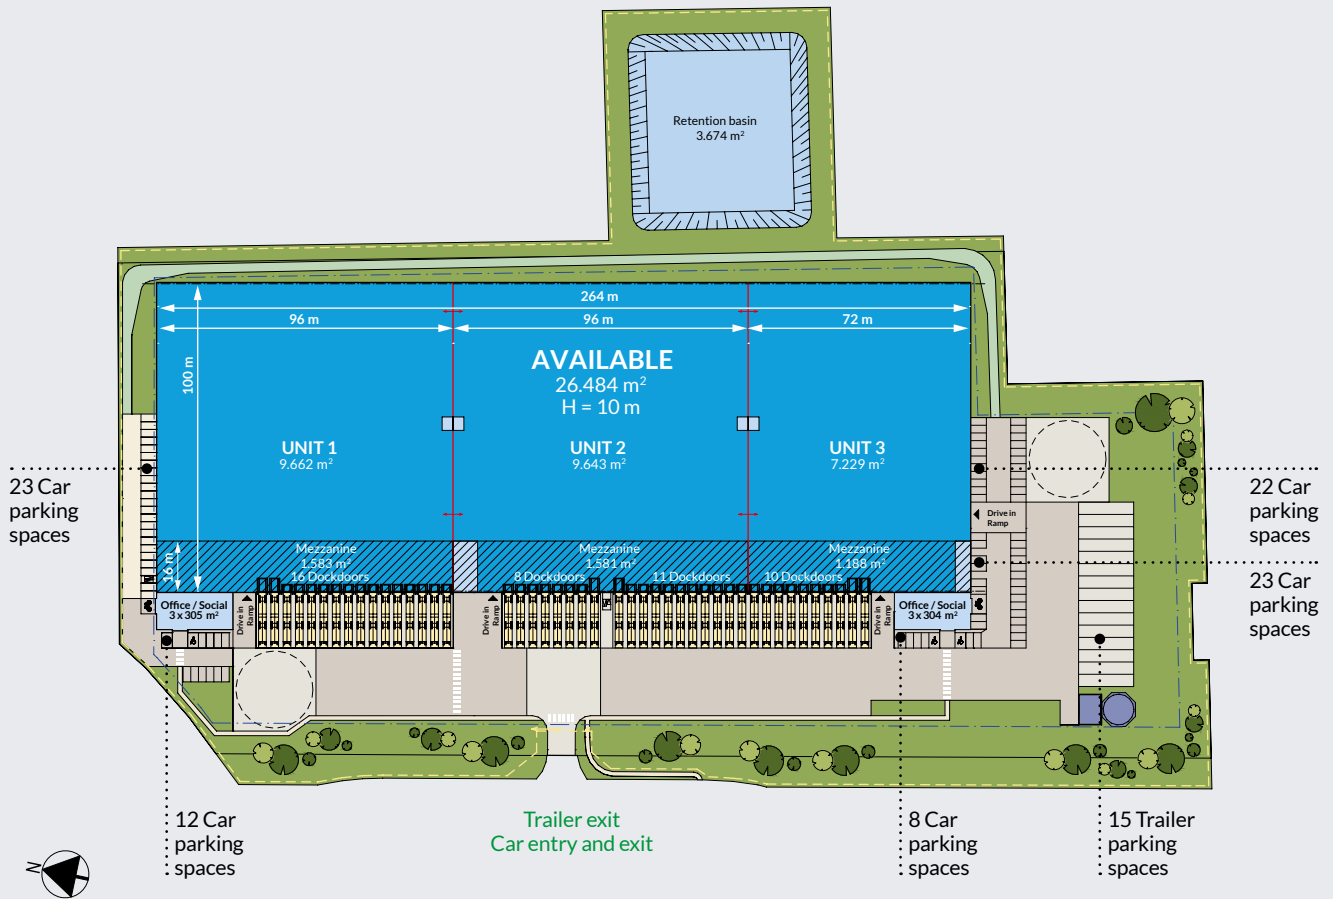 Retention basin
3.674 m²
264 m
96 m
96 m
72 m
100 m
AVAILABLE
26.484 m²
H = 10 m
UNIT 1
9.662 m²
UNIT 2
9.643 m²
UNIT 3
7.229 m²
23 Car
parking
spaces
22 Car
parking
spaces
Drive in
Ramp
16 m
Mezzanine
1.583 m²
16 Dockdoors
Mezzanine
1.581 m²
8 Dockdoors
11 Dockdoors
Mezzanine
1.188 m²
10 Dockdoors
23 Car
parking
spaces
Office / Social
3 x 305 m²
Drive in
Ramp
Drive in
Ramp
Drive in
Ramp
Office / Social
3 x 304 m²
12 Car
parking
spaces
Trailer exit
Car entry and exit
8 Car
parking
spaces
15 Trailer
parking
spaces
N